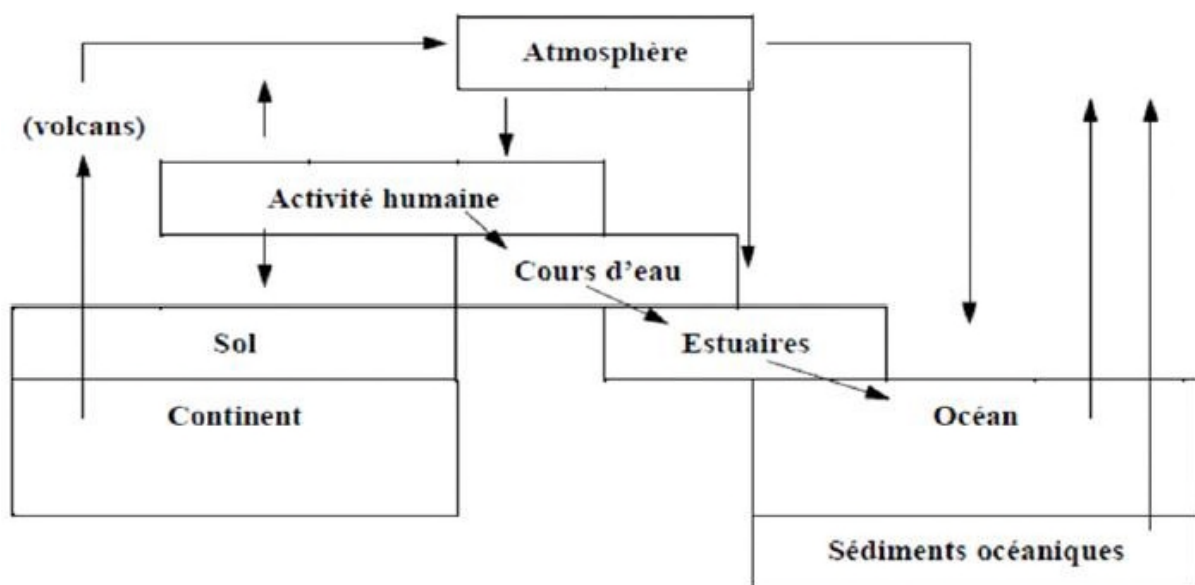 Atmosphère
(volcans)
Activité humaine
Cours d'eau
Sol
Estuaires
Continent
Océan
Sédiments océaniques